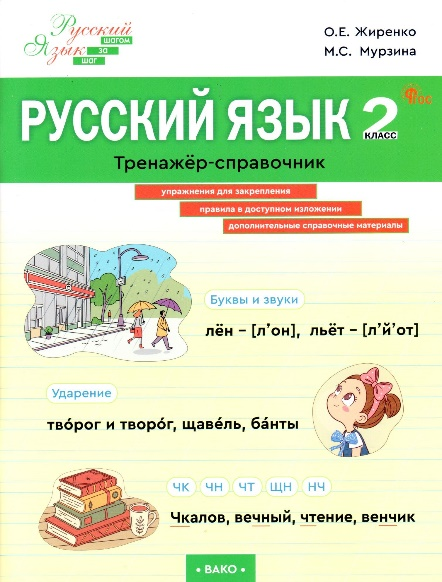 Русский
Язык
шагом
за
шаг
О.Е. Жиренко
М.С. Мурзина
РУССКИЙ ЯЗЫК 2
КЛАСС
ФГОС
Тренажёр-справочник
упражнения для закрепления
правила в доступном изложении
дополнительные справочные материалы
Буквы и звуки
лён – [л’он], льёт – [л’й’от]
Ударение
тво́рог и творо́г, щаве́ль, ба́нты
ЧК ЧН ЧТ ЩН НЧ
Чкалов, вечный, чтение, венчик
• ВАКО •